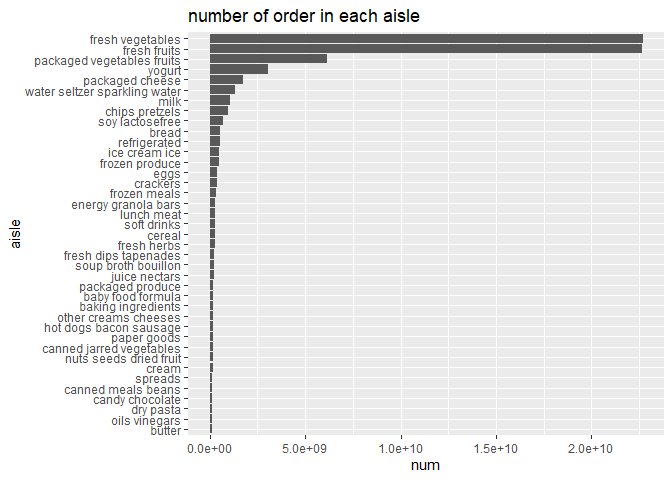 number of order in each aisle
fresh vegetables
fresh fruits
packaged vegetables fruits
yogurt
packaged cheese
water seltzer sparkling water
milk
chips pretzels
soy lactosefree
bread
refrigerated
ice cream ice
frozen produce
eggs
crackers
frozen meals
energy granola bars
lunch meat
soft drinks
cereal
fresh herbs
fresh dips tapenades
soup broth bouillon
juice nectars
packaged produce
baby food formula
baking ingredients
other creams cheeses
hot dogs bacon sausage
paper goods
canned jarred vegetables
nuts seeds dried fruit
cream
spreads
canned meals beans
candy chocolate
dry pasta
oils vinegars
butter
aisle
0.0e+00 5.0e+09 1.0e+10 1.5e+10 2.0e+10
num